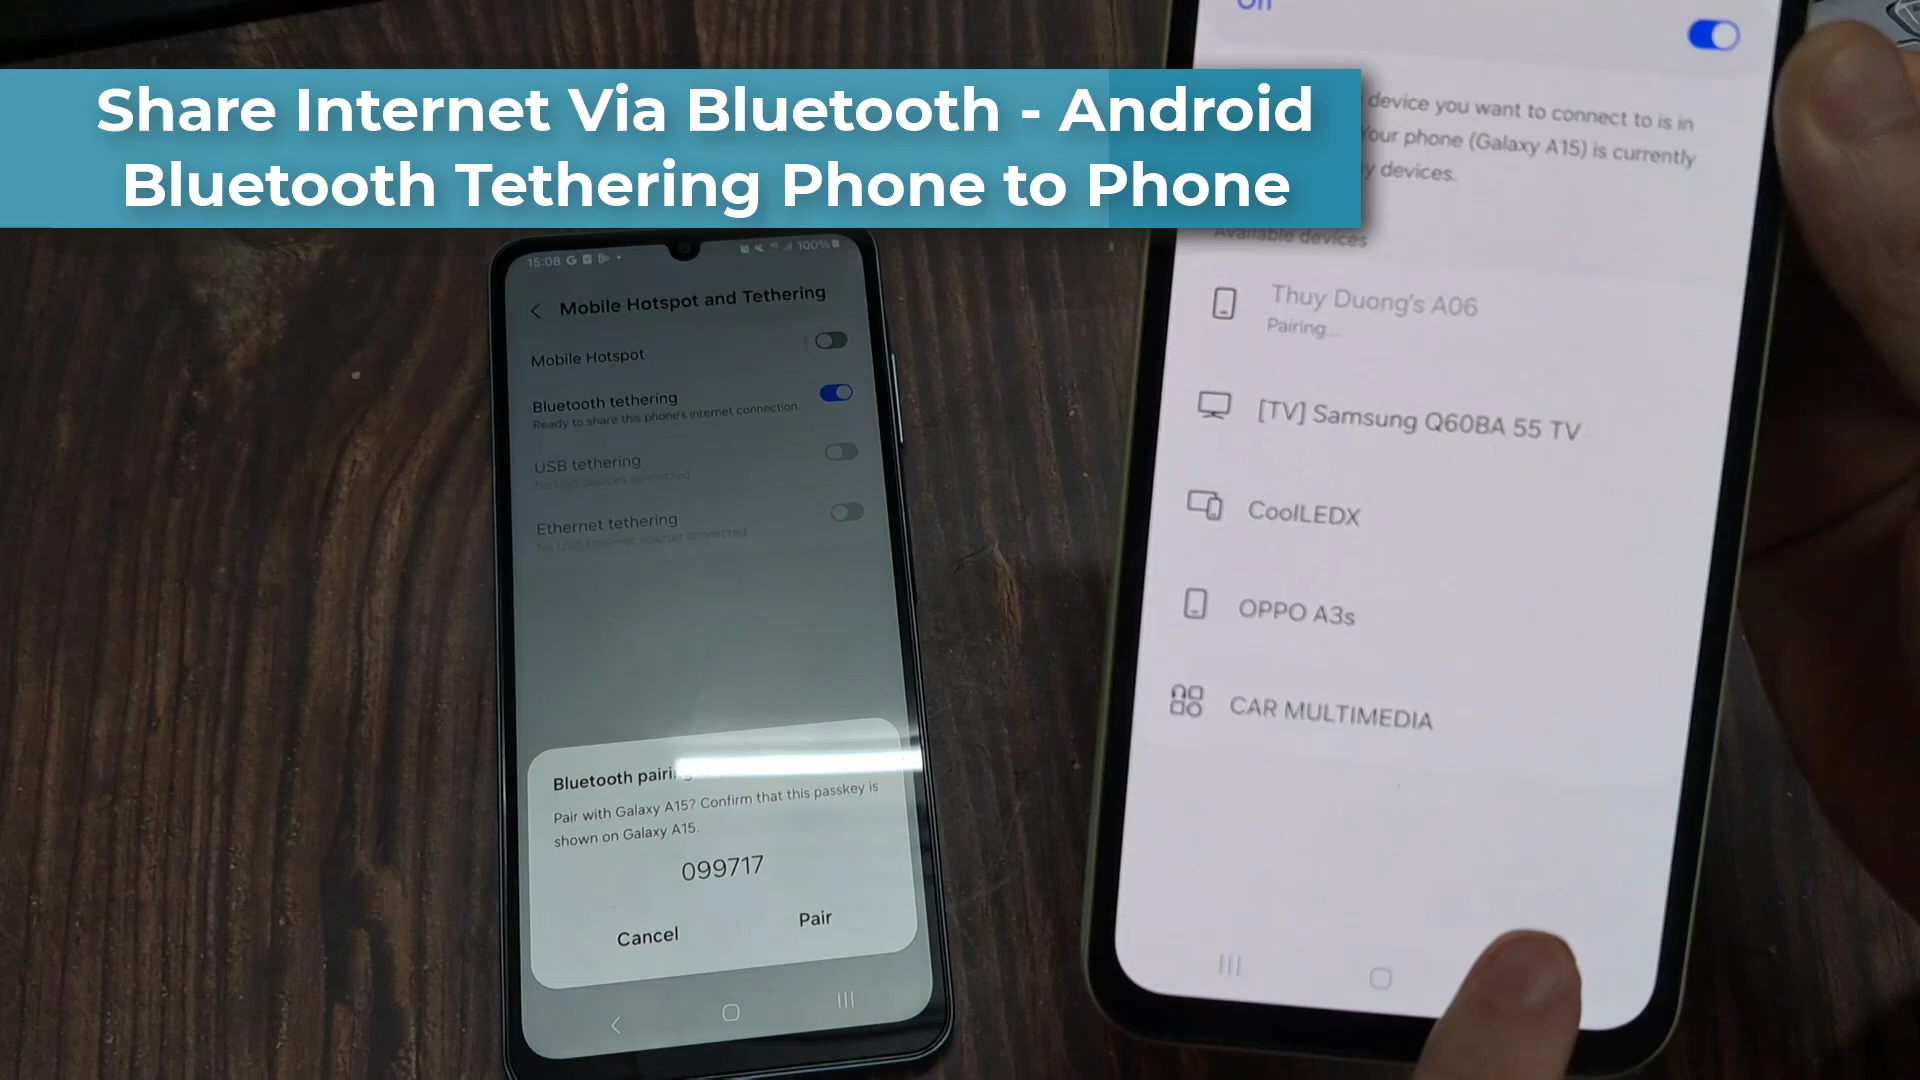 Share Internet Via Bluetooth - Android
Bluetooth Tethering Phone to Phone
15:08
100%
Mobile Hotspot and Tethering
Mobile Hotspot
Bluetooth tethering
Ready to share this phone's internet connection.
USB tethering
No USB devices connected
Ethernet tethering
No USB ethernet adapter connected
Bluetooth
Pair with Galaxy A15? Confirm that this passkey is
shown on Galaxy A15.
099717
Cancel
Pair
On
device you want to connect to is in
Your phone (Galaxy A15) is currently
devices.
Available devices
Thuy Duong's A06
Pairing...
[TV] Samsung Q60BA 55 TV
CoolLEDX
OPPO A3s
CAR MULTIMEDIA